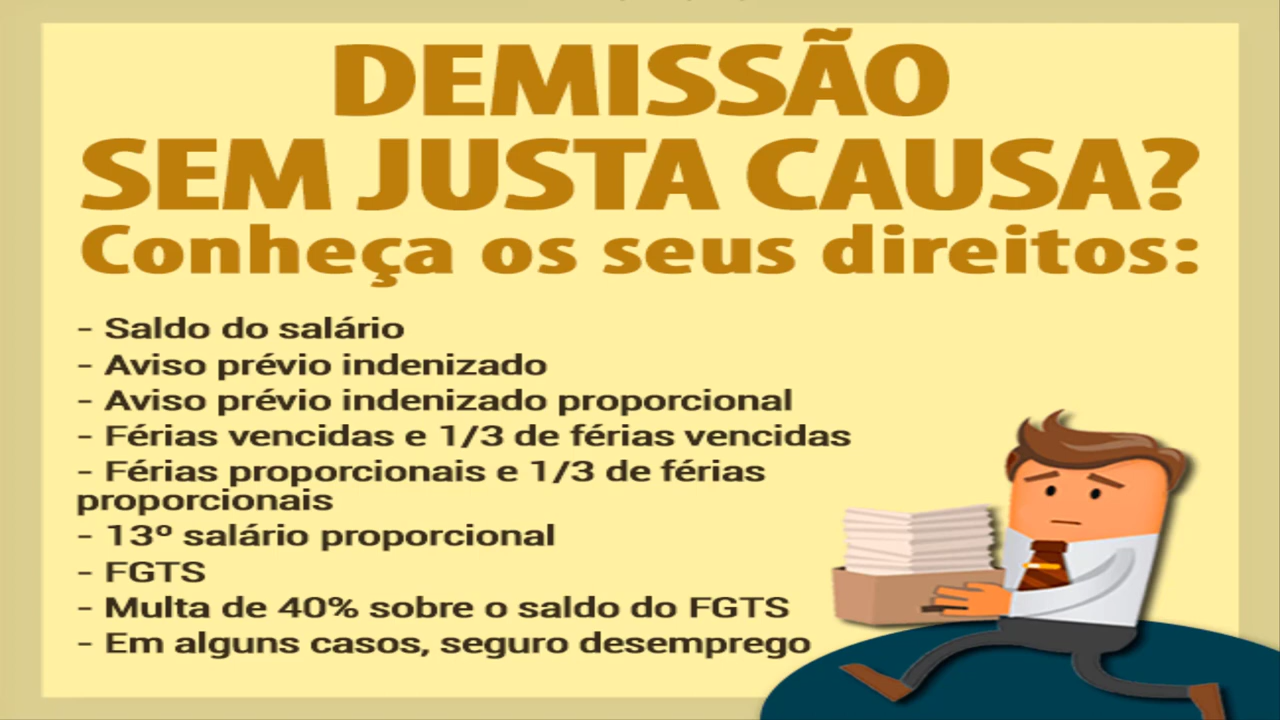 DEMISSÃO
SEM JUSTA CAUSA?
Conheça os seus direitos:
- Saldo do salário
- Aviso prévio indenizado
- Aviso prévio indenizado proporcional
- Férias vencidas e 1/3 de férias vencidas
- Férias proporcionais e 1/3 de férias
proporcionais
- 13º salário proporcional
- FGTS
- Multa de 40% sobre o saldo do FGTS
- Em alguns casos, seguro desemprego